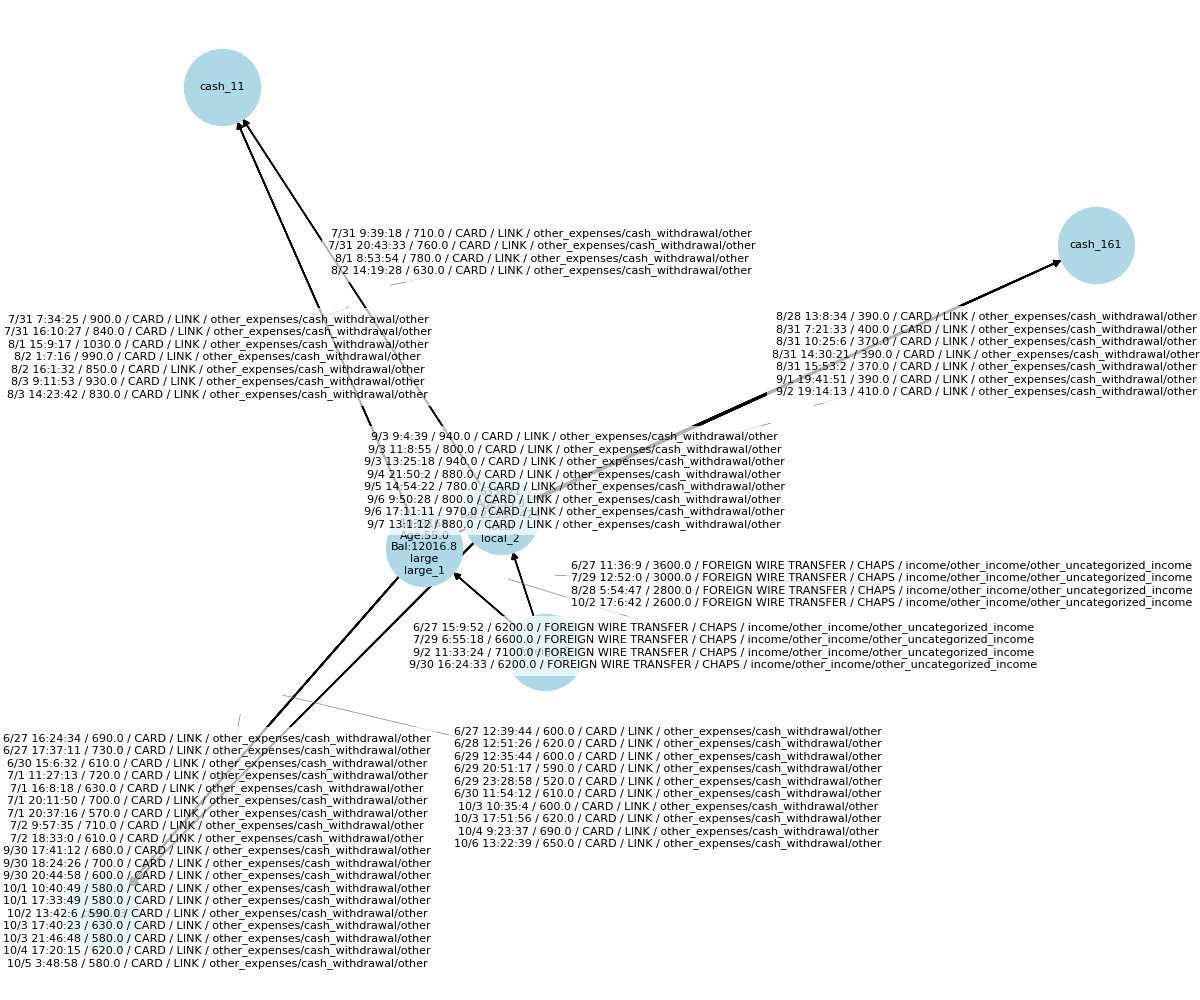 cash_11
7/31 9:39:18 / 710.0 / CARD / LINK / other_expenses/cash_withdrawal/other
7/31 20:43:33 / 760.0 / CARD / LINK / other_expenses/cash_withdrawal/other
8/1 8:53:54 / 780.0 / CARD / LINK / other_expenses/cash_withdrawal/other
8/2 14:19:28 / 630.0 / CARD / LINK / other_expenses/cash_withdrawal/other
cash_161
7/31 7:34:25 / 900.0 / CARD / LINK / other_expenses/cash_withdrawal/other
7/31 16:10:27 / 840.0 / CARD / LINK / other_expenses/cash_withdrawal/other
8/1 15:9:17 / 1030.0 / CARD / LINK / other_expenses/cash_withdrawal/other
8/2 1:7:16 / 990.0 / CARD / LINK / other_expenses/cash_withdrawal/other
8/2 16:1:32 / 850.0 / CARD / LINK / other_expenses/cash_withdrawal/other
8/3 9:11:53 / 930.0 / CARD / LINK / other_expenses/cash_withdrawal/other
8/3 14:23:42 / 830.0 / CARD / LINK / other_expenses/cash_withdrawal/other
8/28 13:8:34 / 390.0 / CARD / LINK / other_expenses/cash_withdrawal/other
8/31 7:21:33 / 400.0 / CARD / LINK / other_expenses/cash_withdrawal/other
8/31 10:25:6 / 370.0 / CARD / LINK / other_expenses/cash_withdrawal/other
8/31 14:30:21 / 390.0 / CARD / LINK / other_expenses/cash_withdrawal/other
8/31 15:53:2 / 370.0 / CARD / LINK / other_expenses/cash_withdrawal/other
9/1 19:41:51 / 390.0 / CARD / LINK / other_expenses/cash_withdrawal/other
9/2 19:14:13 / 410.0 / CARD / LINK / other_expenses/cash_withdrawal/other
9/3 9:4:39 / 940.0 / CARD / LINK / other_expenses/cash_withdrawal/other
9/3 11:8:55 / 800.0 / CARD / LINK / other_expenses/cash_withdrawal/other
9/3 13:25:18 / 940.0 / CARD / LINK / other_expenses/cash_withdrawal/other
9/4 21:50:2 / 880.0 / CARD / LINK / other_expenses/cash_withdrawal/other
9/5 14:54:22 / 780.0 / CARD / LINK / other_expenses/cash_withdrawal/other
9/6 9:50:28 / 800.0 / CARD / LINK / other_expenses/cash_withdrawal/other
9/6 17:11:11 / 970.0 / CARD / LINK / other_expenses/cash_withdrawal/other
9/7 13:1:12 / 880.0 / CARD / LINK / other_expenses/cash_withdrawal/other
local_2
Age:55.0
Bal:12016.8
large
large_1
6/27 11:36:9 / 3600.0 / FOREIGN WIRE TRANSFER / CHAPS / income/other_income/other_uncategorized_income
7/29 12:52:0 / 3000.0 / FOREIGN WIRE TRANSFER / CHAPS / income/other_income/other_uncategorized_income
8/28 5:54:47 / 2800.0 / FOREIGN WIRE TRANSFER / CHAPS / income/other_income/other_uncategorized_income
10/2 17:6:42 / 2600.0 / FOREIGN WIRE TRANSFER / CHAPS / income/other_income/other_uncategorized_income
6/27 15:9:52 / 6200.0 / FOREIGN WIRE TRANSFER / CHAPS / income/other_income/other_uncategorized_income
7/29 6:55:18 / 6600.0 / FOREIGN WIRE TRANSFER / CHAPS / income/other_income/other_uncategorized_income
9/2 11:33:24 / 7100.0 / FOREIGN WIRE TRANSFER / CHAPS / income/other_income/other_uncategorized_income
9/30 16:24:33 / 6200.0 / FOREIGN WIRE TRANSFER / CHAPS / income/other_income/other_uncategorized_income
6/27 16:24:34 / 690.0 / CARD / LINK / other_expenses/cash_withdrawal/other
6/27 17:37:11 / 730.0 / CARD / LINK / other_expenses/cash_withdrawal/other
6/30 15:6:32 / 610.0 / CARD / LINK / other_expenses/cash_withdrawal/other
7/1 11:27:13 / 720.0 / CARD / LINK / other_expenses/cash_withdrawal/other
7/1 16:8:18 / 630.0 / CARD / LINK / other_expenses/cash_withdrawal/other
7/1 20:11:50 / 700.0 / CARD / LINK / other_expenses/cash_withdrawal/other
7/1 20:37:16 / 570.0 / CARD / LINK / other_expenses/cash_withdrawal/other
7/2 9:57:35 / 710.0 / CARD / LINK / other_expenses/cash_withdrawal/other
7/2 18:33:0 / 610.0 / CARD / LINK / other_expenses/cash_withdrawal/other
9/30 17:41:12 / 680.0 / CARD / LINK / other_expenses/cash_withdrawal/other
9/30 18:24:26 / 700.0 / CARD / LINK / other_expenses/cash_withdrawal/other
9/30 20:44:58 / 600.0 / CARD / LINK / other_expenses/cash_withdrawal/other
10/1 10:40:49 / 580.0 / CARD / LINK / other_expenses/cash_withdrawal/other
10/1 17:33:49 / 580.0 / CARD / LINK / other_expenses/cash_withdrawal/other
10/2 13:42:6 / 590.0 / CARD / LINK / other_expenses/cash_withdrawal/other
10/3 17:40:23 / 630.0 / CARD / LINK / other_expenses/cash_withdrawal/other
10/3 21:46:48 / 580.0 / CARD / LINK / other_expenses/cash_withdrawal/other
10/4 17:20:15 / 620.0 / CARD / LINK / other_expenses/cash_withdrawal/other
10/5 3:48:58 / 580.0 / CARD / LINK / other_expenses/cash_withdrawal/other
6/27 12:39:44 / 600.0 / CARD / LINK / other_expenses/cash_withdrawal/other
6/28 12:51:26 / 620.0 / CARD / LINK / other_expenses/cash_withdrawal/other
6/29 12:35:44 / 600.0 / CARD / LINK / other_expenses/cash_withdrawal/other
6/29 20:51:17 / 590.0 / CARD / LINK / other_expenses/cash_withdrawal/other
6/29 23:28:58 / 520.0 / CARD / LINK / other_expenses/cash_withdrawal/other
6/30 11:54:12 / 610.0 / CARD / LINK / other_expenses/cash_withdrawal/other
10/3 10:35:4 / 600.0 / CARD / LINK / other_expenses/cash_withdrawal/other
10/3 17:51:56 / 620.0 / CARD / LINK / other_expenses/cash_withdrawal/other
10/4 9:23:37 / 690.0 / CARD / LINK / other_expenses/cash_withdrawal/other
10/6 13:22:39 / 650.0 / CARD / LINK / other_expenses/cash_withdrawal/other